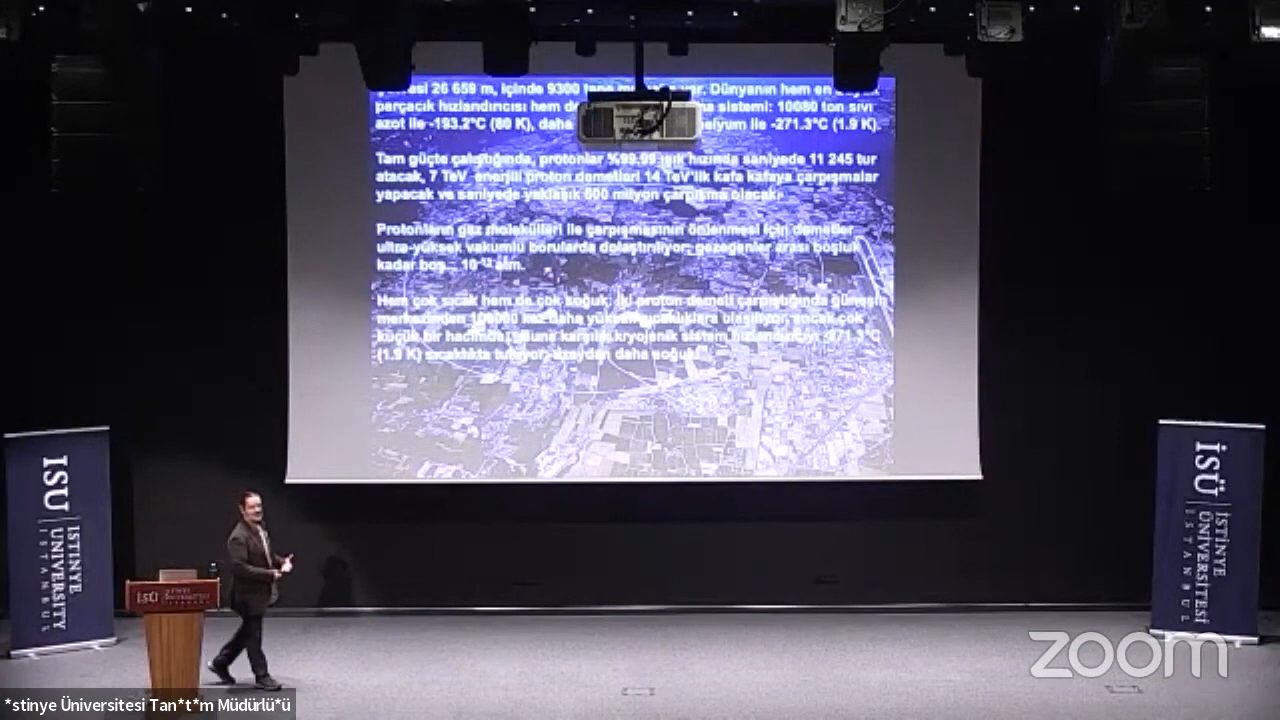 26 659 m, içinde 9300 var. Dünyanın hem en
parçacık hızlandırıcısı hem sistemi: 10080 ton sıvı
azot ile -193.2°C (80 K), daha helyum ile -271.3°C (1.9 K).
Tam güçte çalıştığında, protonlar %99.99 ışık hızında saniyede 11 245 tur
atacak, 7 TeV enerjili proton demetleri 14 TeV'lik kafa kafaya çarpışmalar
yapacak ve saniyede yaklaşık 600 milyon çarpışma olacak.
Protonların gaz molekülleri ile çarpışmasının önlenmesi için demetler
ultra-yüksek vakumlu borularda dolaştırılıyor; gezegenler arası boşluk
kadar boş... 10⁻¹³ atm.
Hem çok sıcak hem de çok soğuk: İki proton demeti çarpıştığında güneşin
merkezinden 100000 kez daha yüksek sıcaklıklara ulaşılıyor, ancak çok
küçük bir hacimde. Buna karşılık kryojenik sistem hızlandırıcıyı -271.3°C
(1.9 K) sıcaklıkta tutuyor; uzaydan daha soğuk!
ISU | ISTINYE
UNIVERSITY
ISTANBUL
İSÜ
İSÜ | İSTİNYE
ÜNİVERSİTESİ
İSTANBUL
zoom
*stinye Üniversitesi Tan*t*m Müdürlü*ü